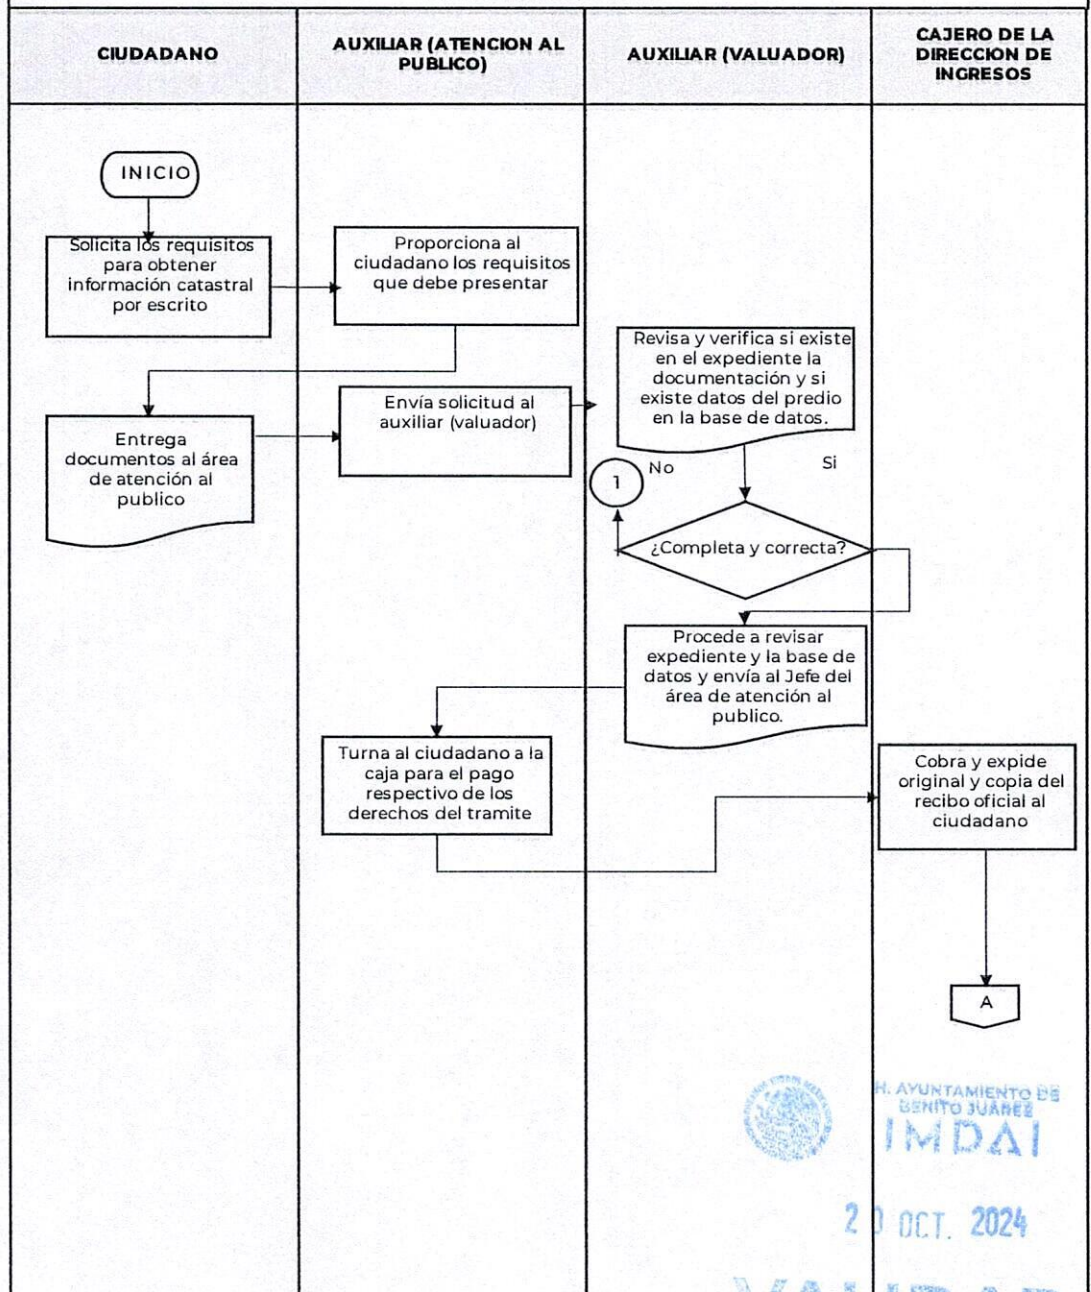 CIUDADANO
AUXILIAR (ATENCION AL
PUBLICO)
AUXILIAR (VALUADOR)
CAJERO DE LA
DIRECCION DE
INGRESOS
INICIO
Solicita los requisitos
para obtener
información catastral
por escrito
Proporciona al
ciudadano los requisitos
que debe presentar
Revisa y verifica si existe
en el expediente la
documentación y si
existe datos del predio
en la base de datos.
Envía solicitud al
auxiliar (valuador)
Entrega
documentos al área
de atención al
publico
1
No
Si
¿Completa y correcta?
Procede a revisar
expediente y la base de
datos y envía al Jefe del
área de atención al
publico.
Turna al ciudadano a la
caja para el pago
respectivo de los
derechos del tramite
Cobra y expide
original y copia del
recibo oficial al
ciudadano
A
H. AYUNTAMIENTO DE
BENITO JUÁREZ
IMDAI
20 OCT. 2024